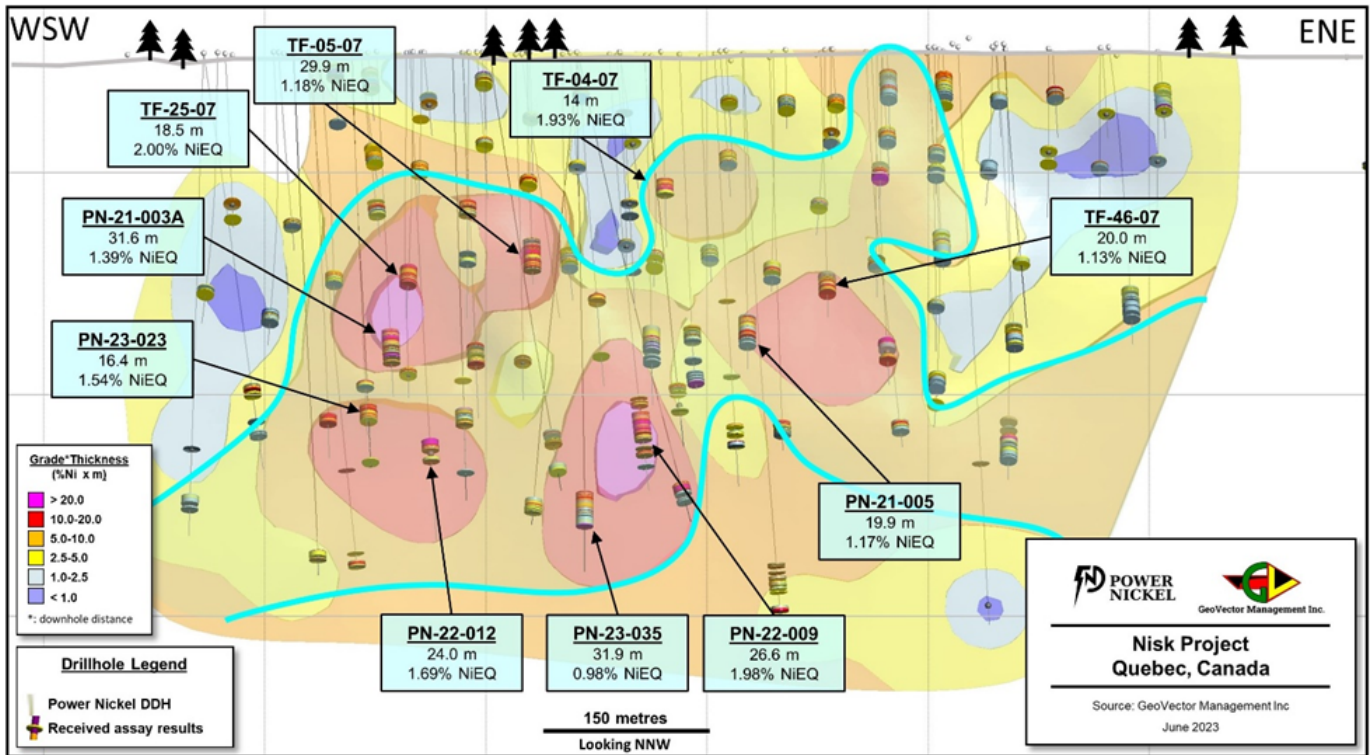 WSW
ENE
TF-05-07
29.9 m
1.18% NiEQ
TF-04-07
14 m
1.93% NiEQ
TF-25-07
18.5 m
2.00% NiEQ
PN-21-003A
31.6 m
1.39% NiEQ
TF-46-07
20.0 m
1.13% NiEQ
PN-23-023
16.4 m
1.54% NiEQ
Grade*Thickness
(%Ni x m)
> 20.0
10.0-20.0
5.0-10.0
2.5-5.0
1.0-2.5
< 1.0
*: downhole distance
PN-21-005
19.9 m
1.17% NiEQ
PN-22-012
24.0 m
1.69% NiEQ
PN-23-035
31.9 m
0.98% NiEQ
PN-22-009
26.6 m
1.98% NiEQ
Drillhole Legend
Power Nickel DDH
Received assay results
150 metres
Looking NNW
POWER
NICKEL
GeoVector Management Inc.
Nisk Project
Quebec, Canada
Source: GeoVector Management Inc
June 2023